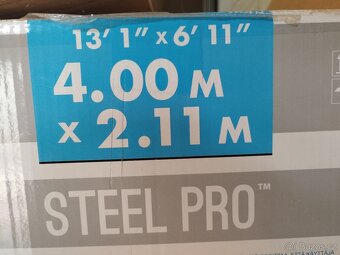 13' 1" x 6' 11"
4.00 M
x 2.11 M
STEEL PRO™